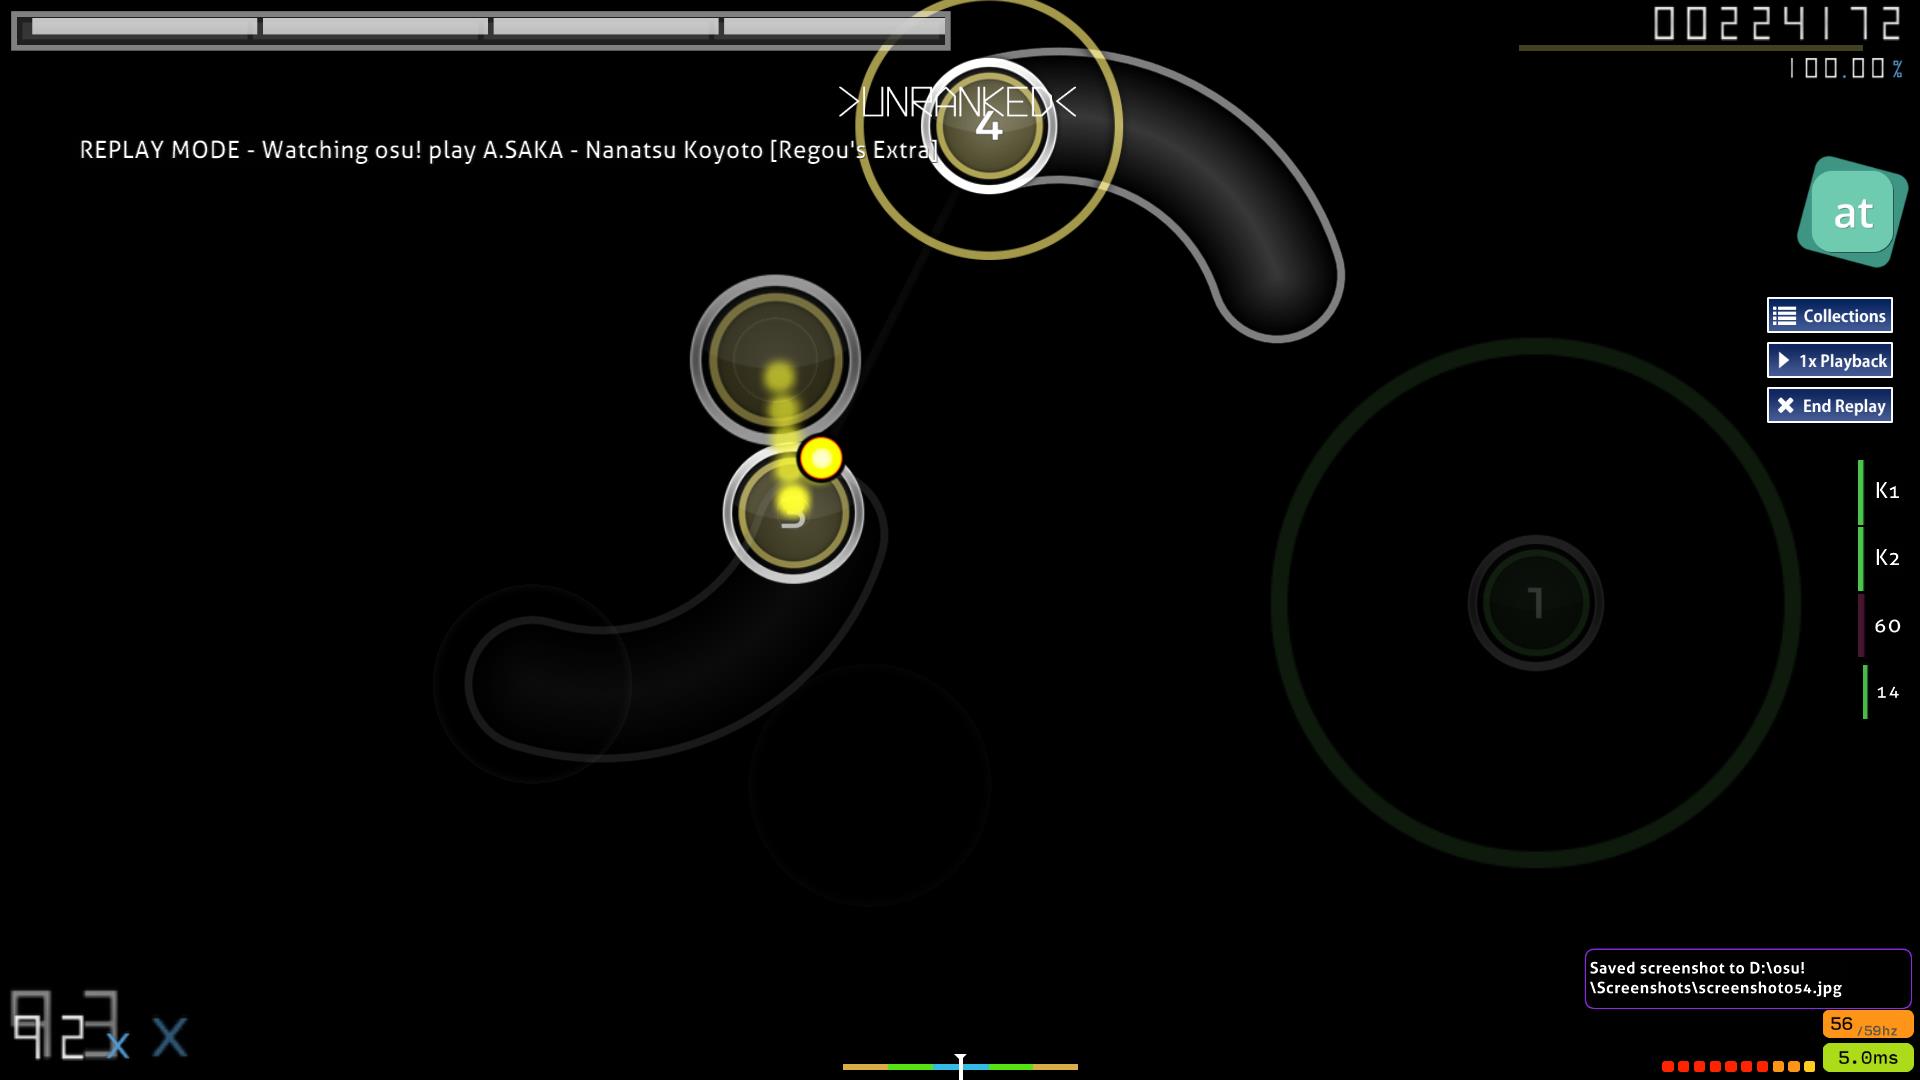 00224172
100.00%
>UNRANKED<
4
REPLAY MODE - Watching osu! play A.SAKA - Nanatsu Koyoto [Regou's Extra]
at
Collections
1x Playback
End Replay
K1
K2
60
14
1
Saved screenshot to D:\osu!
\Screenshots\screenshot054.jpg
92x
x
56 /59hz
5.0ms